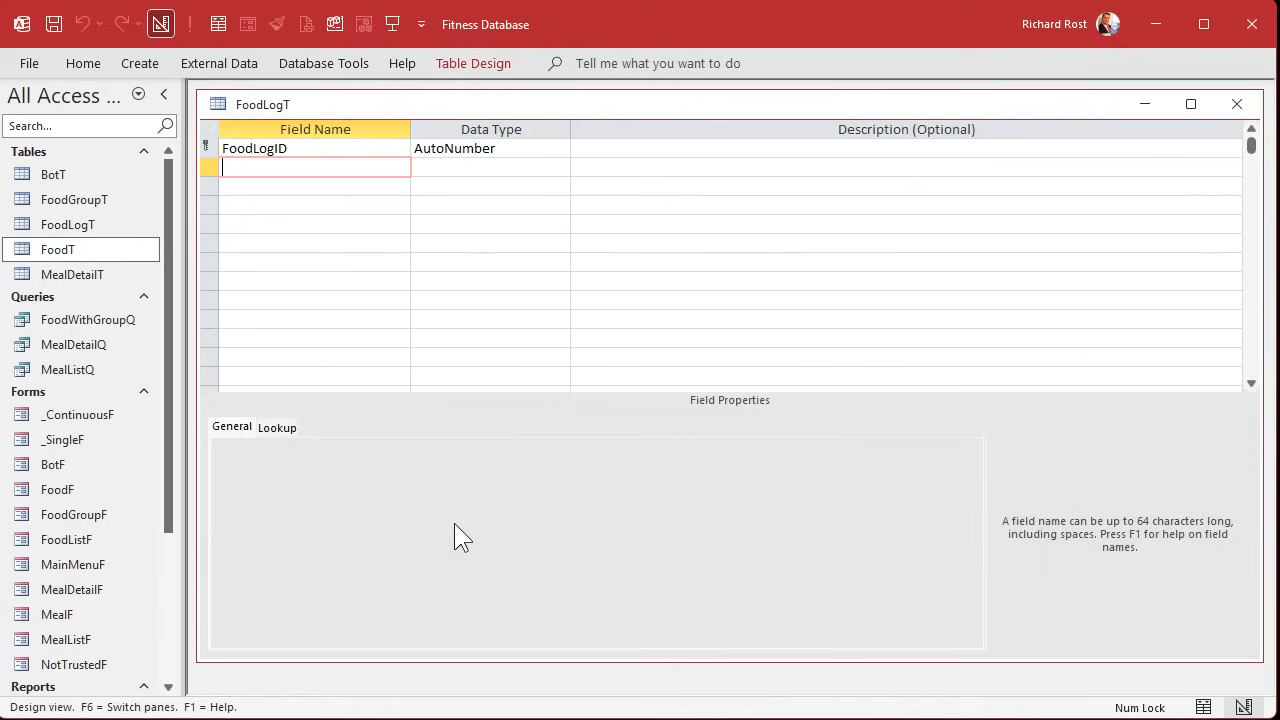 Fitness Database
Richard Rost
File Home Create External Data Database Tools Help Table Design Tell me what you want to do
All Access ...
Search...
Tables
BotT
FoodGroupT
FoodLogT
FoodT
MealDetailT
Queries
FoodWithGroupQ
MealDetailQ
MealListQ
Forms
_ContinuousF
_SingleF
BotF
FoodF
FoodGroupF
FoodListF
MainMenuF
MealDetailF
MealF
MealListF
NotTrustedF
Reports
FoodLogT
Field Name Data Type Description (Optional)
FoodLogID AutoNumber
Field Properties
General Lookup
A field name can be up to 64 characters long,
including spaces. Press F1 for help on field
names.
Design view. F6 = Switch panes. F1 = Help.
Num Lock